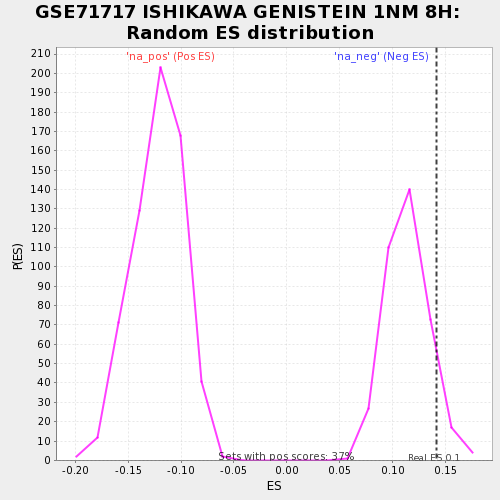 GSE71717 ISHIKAWA GENISTEIN 1NM 8H:
Random ES distribution
'na_pos' (Pos ES)
'na_neg' (Neg ES)
210
200
190
180
170
160
150
140
130
120
110
100
90
80
70
60
50
40
30
20
10
0
P(ES)
Sets with pos scores: 37%
Real ES 0.1
-0.20 -0.15 -0.10 -0.05 0.00 0.05 0.10 0.15
ES